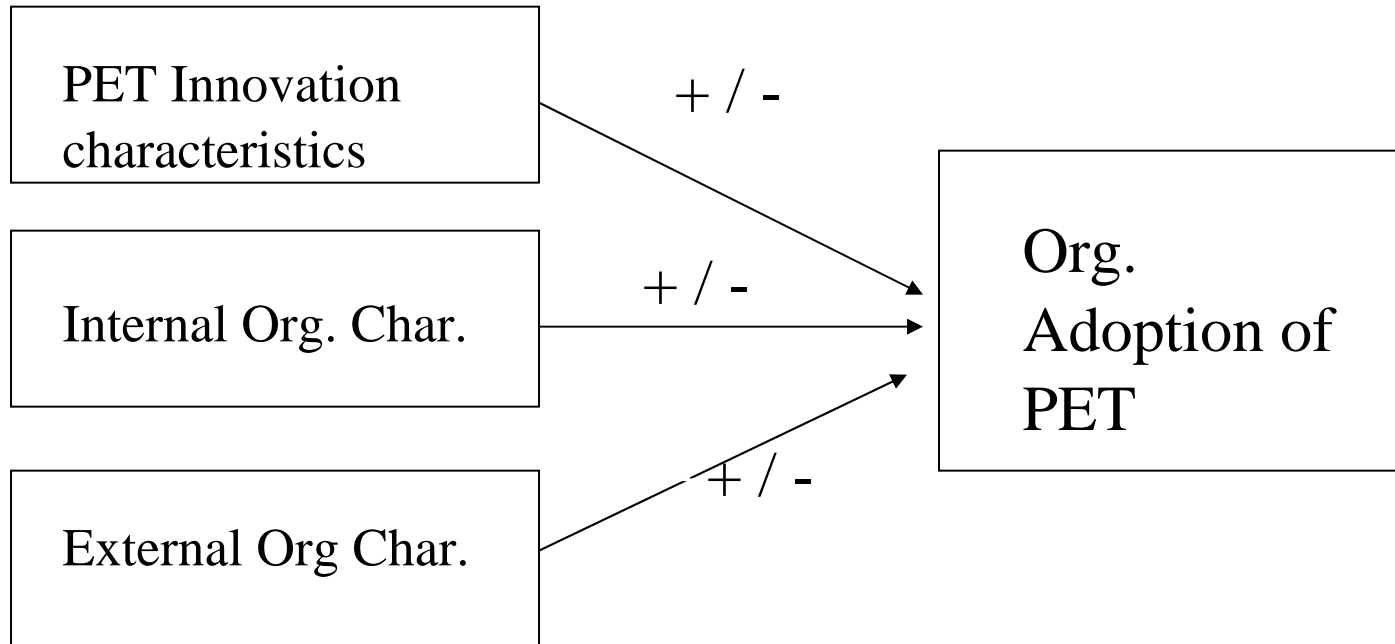 PET Innovation
characteristics
+ / -
Internal Org. Char.
+ / -
External Org Char.
+ / -
Org.
Adoption of
PET